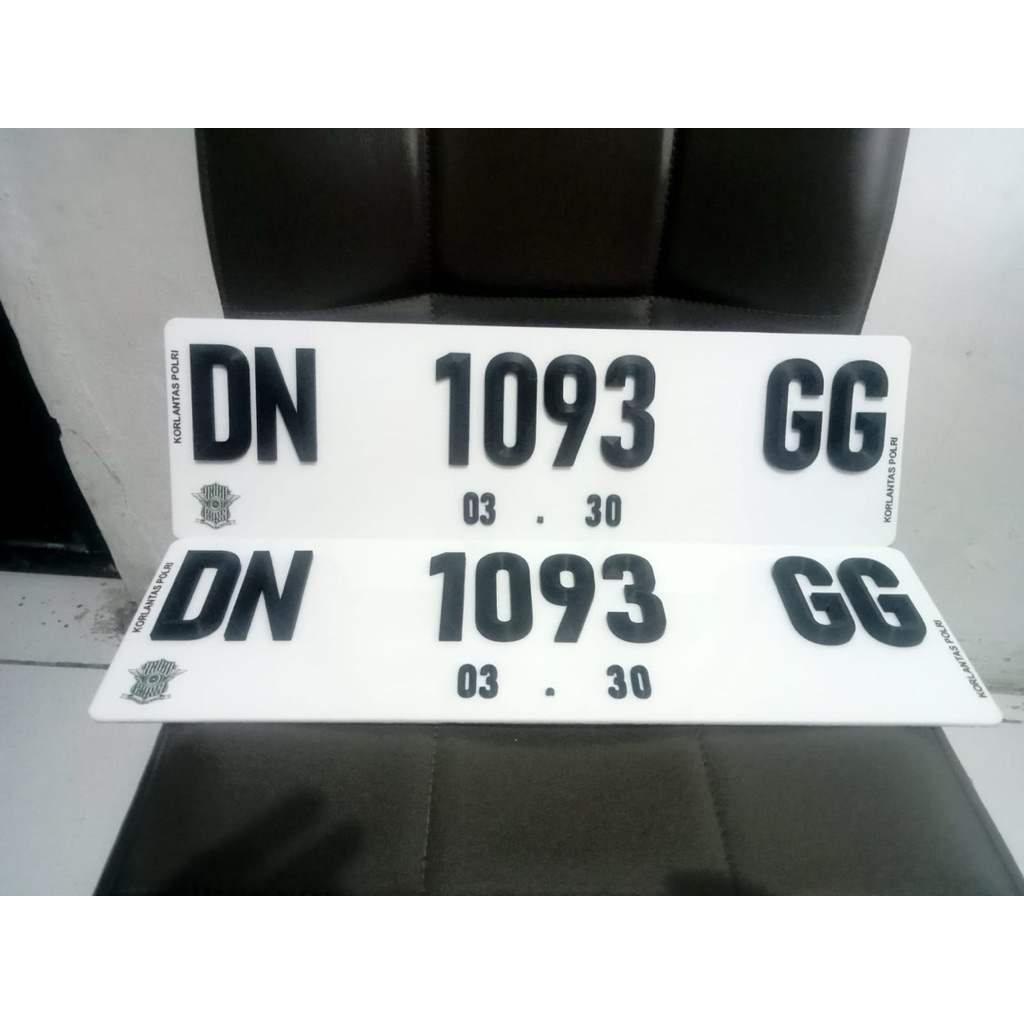 KORLANTAS POLRI
DN 1093 GG
KORLANTAS POLRI
03 . 30
KORLANTAS POLRI
DN 1093 GG
KORLANTAS POLRI
03 . 30